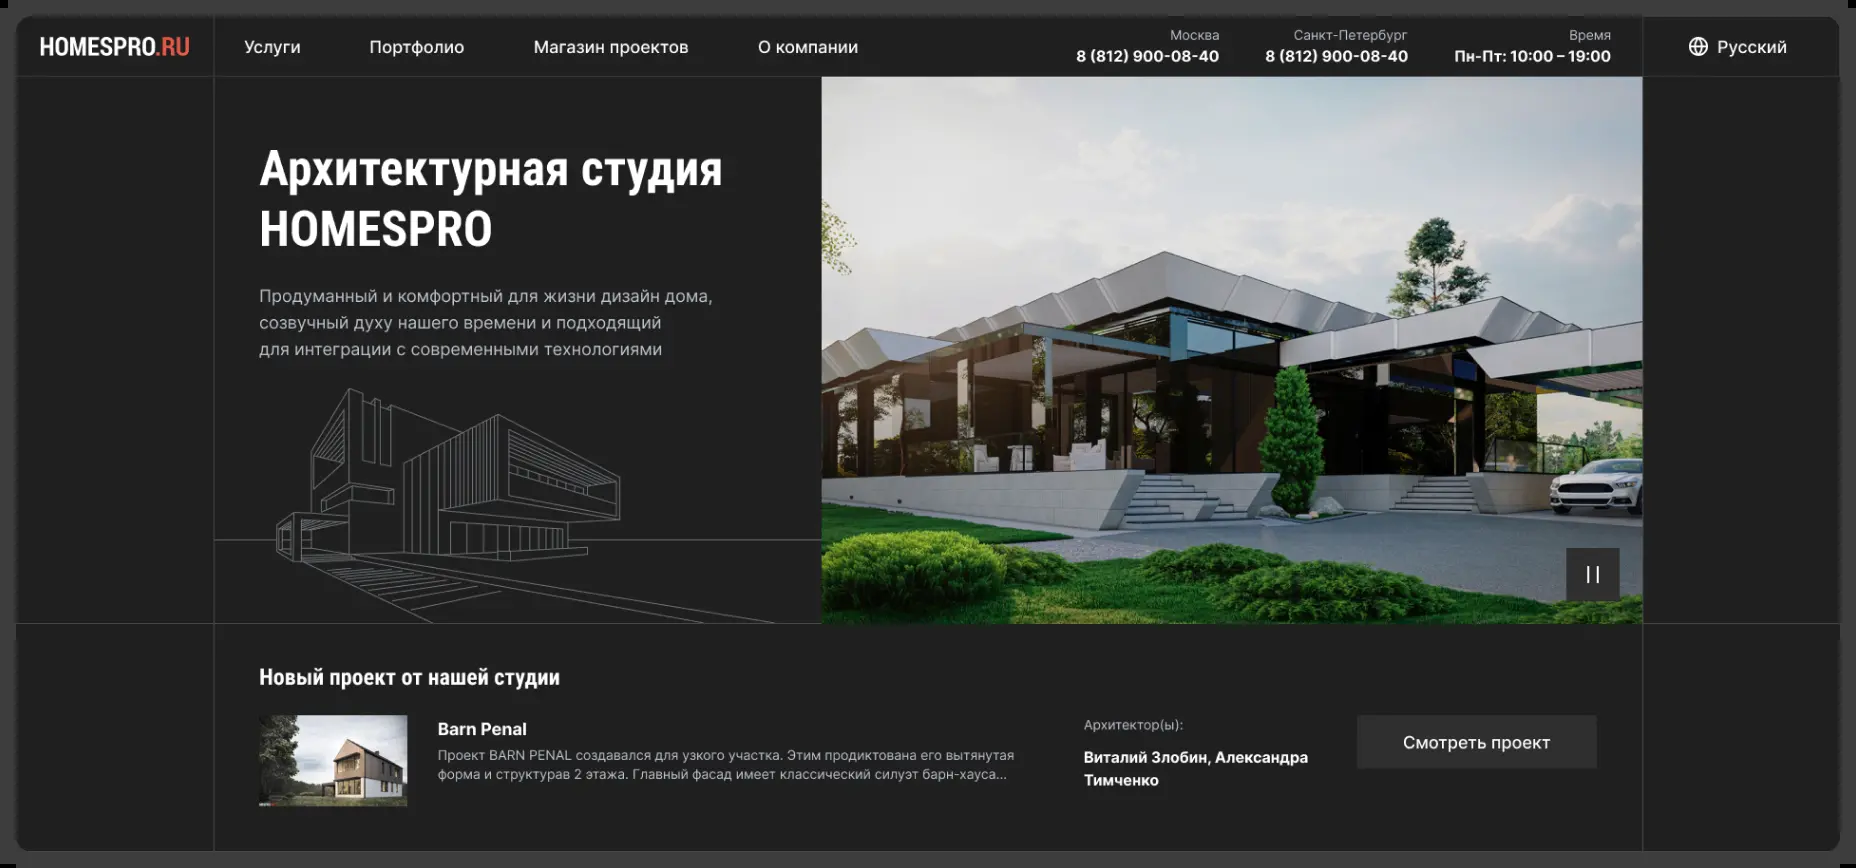 HOMESPRO.RU
Услуги
Портфолио
Магазин проектов
О компании
Москва
8 (812) 900-08-40
Санкт-Петербург
8 (812) 900-08-40
Время
Пн-Пт: 10:00 – 19:00
Русский
Архитектурная студия
HOMESPRO
Продуманный и комфортный для жизни дизайн дома,
созвучный духу нашего времени и подходящий
для интеграции с современными технологиями
Новый проект от нашей студии
Barn Penal
Проект BARN PENAL создавался для узкого участка. Этим продиктована его вытянутая
форма и структурав 2 этажа. Главный фасад имеет классический силуэт барн-хауса...
Архитектор(ы):
Виталий Злобин, Александра
Тимченко
Смотреть проект